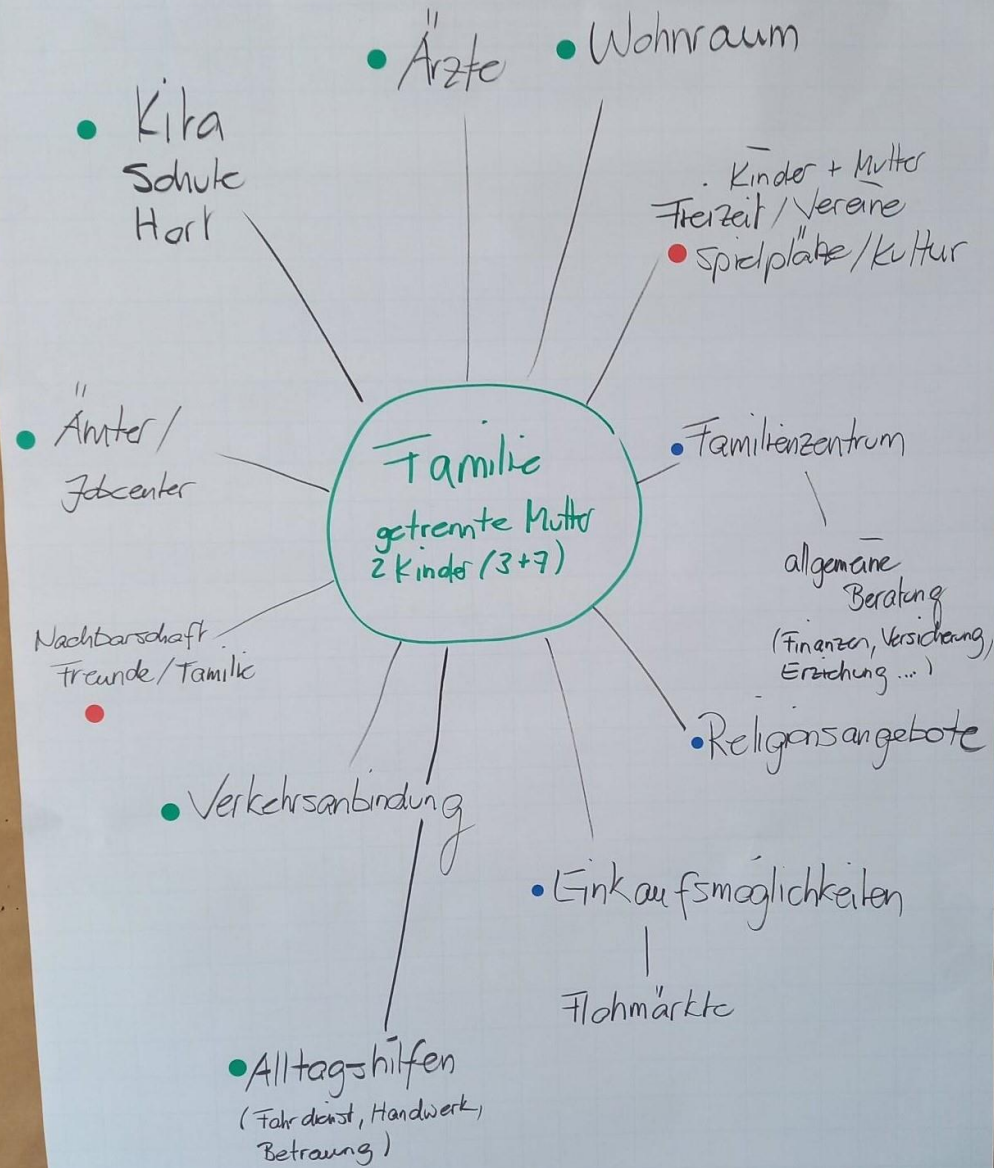 Ärzte
Wohnraum
Kita
Schule
Hort
Kinder + Mutter
Freizeit / Vereine
Spielplätze / Kultur
Ämter /
Jobcenter
Familie
getrennte Mutter
2 Kinder (3+7)
Familienzentrum
allgemeine
Beratung
(Finanzen, Versicherung,
Erziehung ... )
Nachbarschaft
Freunde / Familie
Religionsangebote
Verkehrsanbindung
Einkaufsmöglichkeiten
Flohmärkte
Alltagshilfen
(Fahrdienst, Handwerk,
Betreuung)